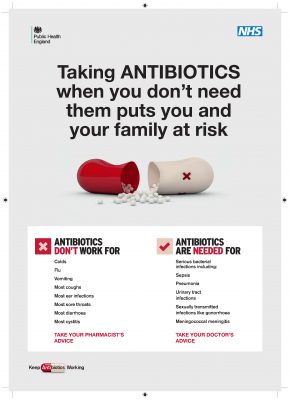 Public Health
England
NHS
Taking ANTIBIOTICS
when you don't need
them puts you and
your family at risk
ANTIBIOTICS
DON'T WORK FOR
Colds
Flu
Vomiting
Most coughs
Most ear infections
Most sore throats
Most diarrhoea
Most cystitis
TAKE YOUR PHARMACIST'S
ADVICE
ANTIBIOTICS
ARE NEEDED FOR
Serious bacterial
infections including:
Sepsis
Pneumonia
Urinary tract
infections
Sexually transmitted
infections like gonorrhoea
Meningococcal meningitis
TAKE YOUR DOCTOR'S
ADVICE
Keep Antibiotics Working